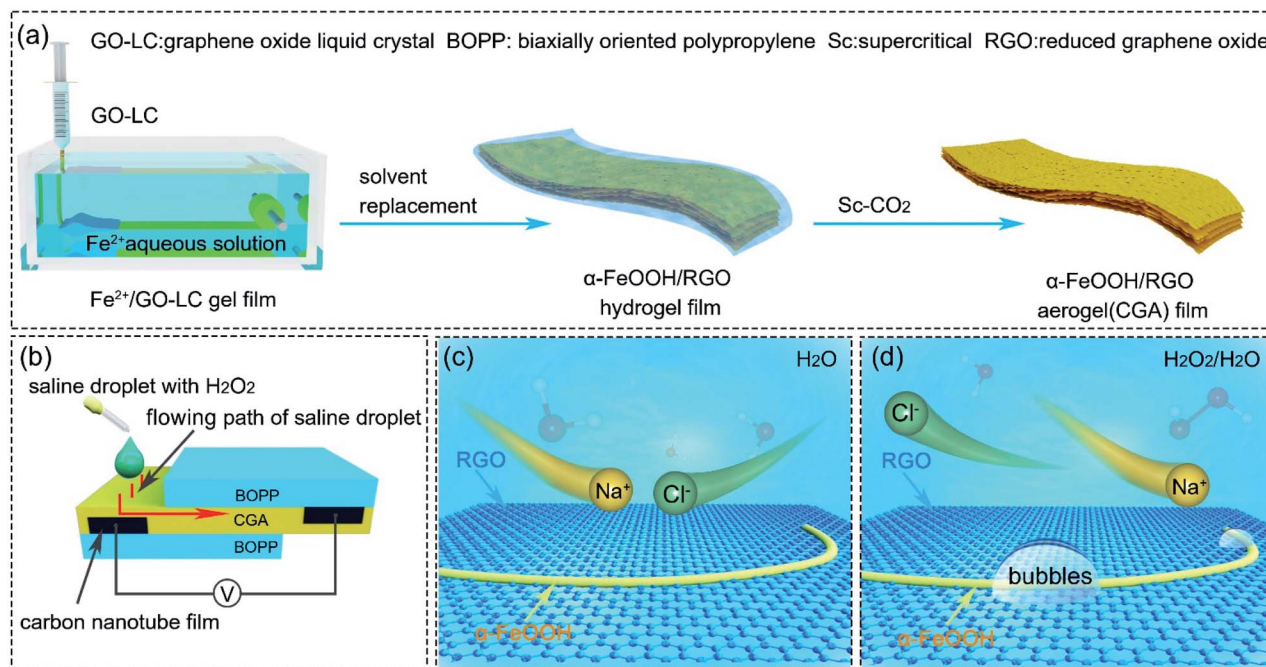 (a)
GO-LC:graphene oxide liquid crystal BOPP: biaxially oriented polypropylene Sc:supercritical RGO:reduced graphene oxide
GO-LC
Fe²⁺aqueous solution
Fe²⁺/GO-LC gel film
solvent
replacement
α-FeOOH/RGO
hydrogel film
Sc-CO₂
α-FeOOH/RGO
aerogel(CGA) film
(b)
saline droplet with H₂O₂
flowing path of saline droplet
BOPP
CGA
BOPP
V
carbon nanotube film
(c)
H₂O
RGO
Na⁺
Cl⁻
α-FeOOH
(d)
H₂O₂/H₂O
Cl⁻
RGO
Na⁺
bubbles
α-FeOOH